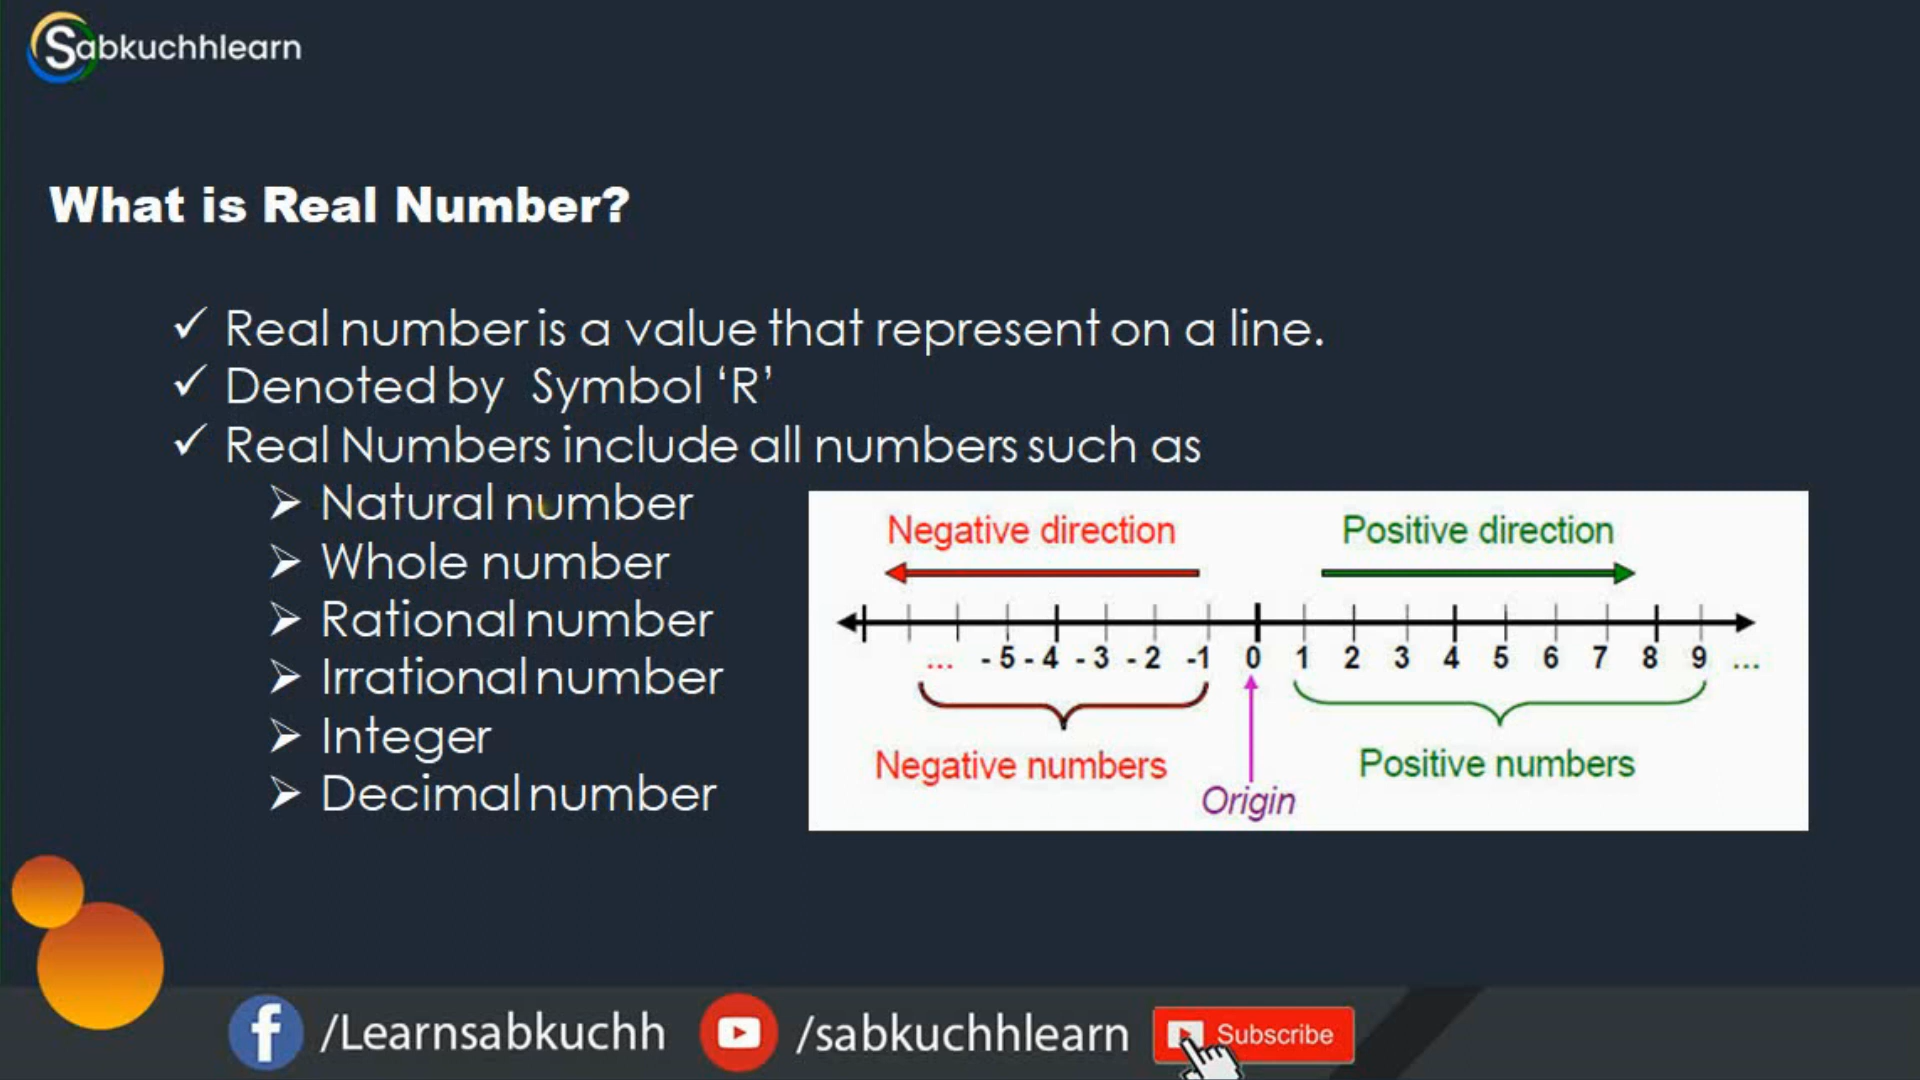 Sabkuchhlearn
What is Real Number?
✓ Real number is a value that represent on a line.
✓ Denoted by Symbol ‘R’
✓ Real Numbers include all numbers such as
➢ Natural number
➢ Whole number
➢ Rational number
➢ Irrational number
➢ Integer
➢ Decimal number
Negative direction Positive direction
... - 5 - 4 - 3 - 2 -1 0 1 2 3 4 5 6 7 8 9 ...
Negative numbers Positive numbers
Origin
/Learnsabkuchh /sabkuchhlearn Subscribe